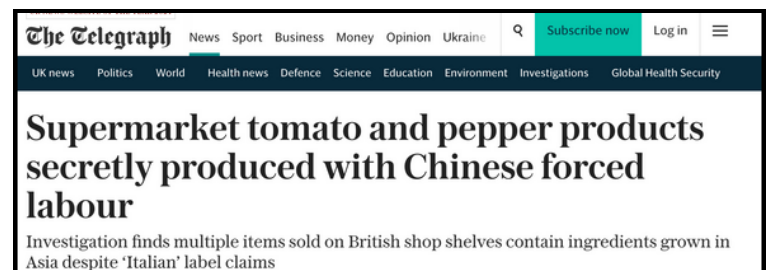 The Telegraph News Sport Business Money Opinion Ukraine Subscribe now Log in
UK news Politics World Health news Defence Science Education Environment Investigations Global Health Security
Supermarket tomato and pepper products
secretly produced with Chinese forced
labour
Investigation finds multiple items sold on British shop shelves contain ingredients grown in
Asia despite ‘Italian’ label claims